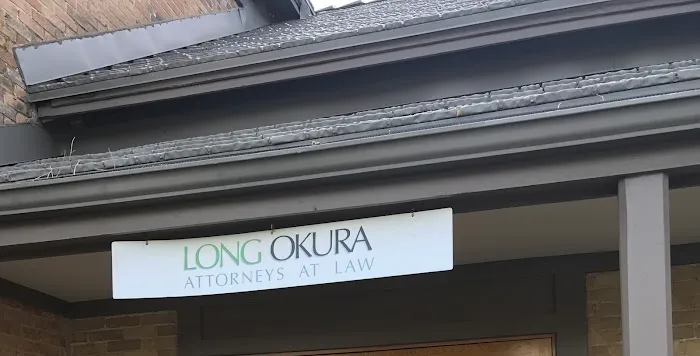 LONG OKURA
ATTORNEYS AT LAW